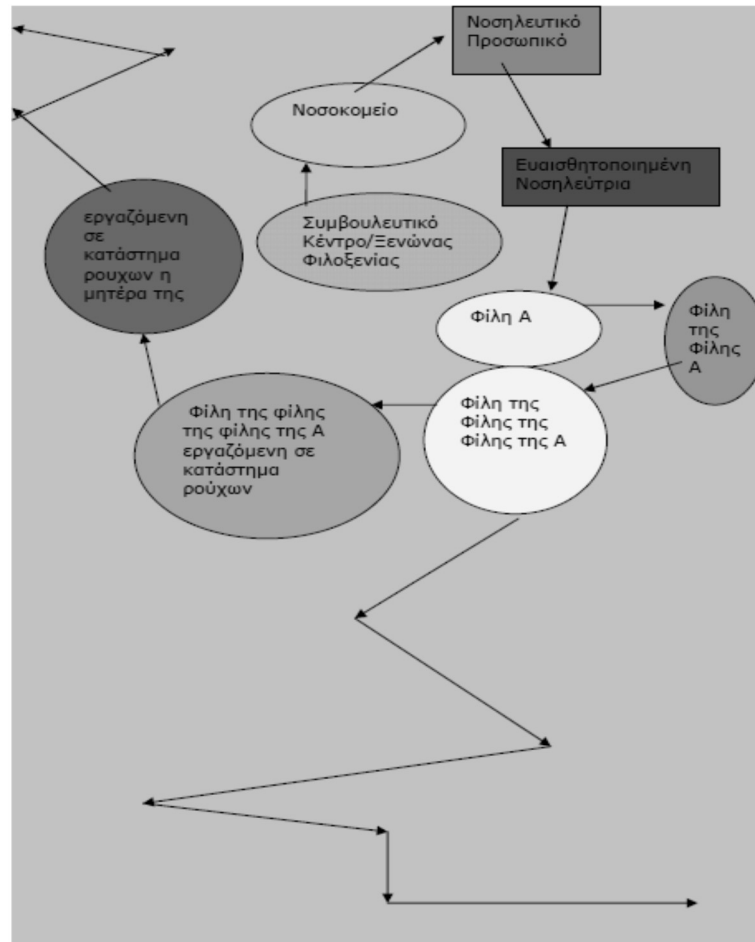 Νοσηλευτικό
Προσωπικό
Νοσοκομείο
Ευαισθητοποιημένη
Νοσηλεύτρια
εργαζόμενη
σε
κατάστημα
ρουχων η
μητέρα της
Συμβουλευτικό
Κέντρο/Ξενώνας
Φιλοξενίας
Φίλη Α
Φίλη
της
Φίλης
Α
Φίλη της φίλης
της φίλης της Α
εργαζόμενη σε
κατάστημα
ρούχων
Φίλη της
Φίλης της
Φίλης της Α